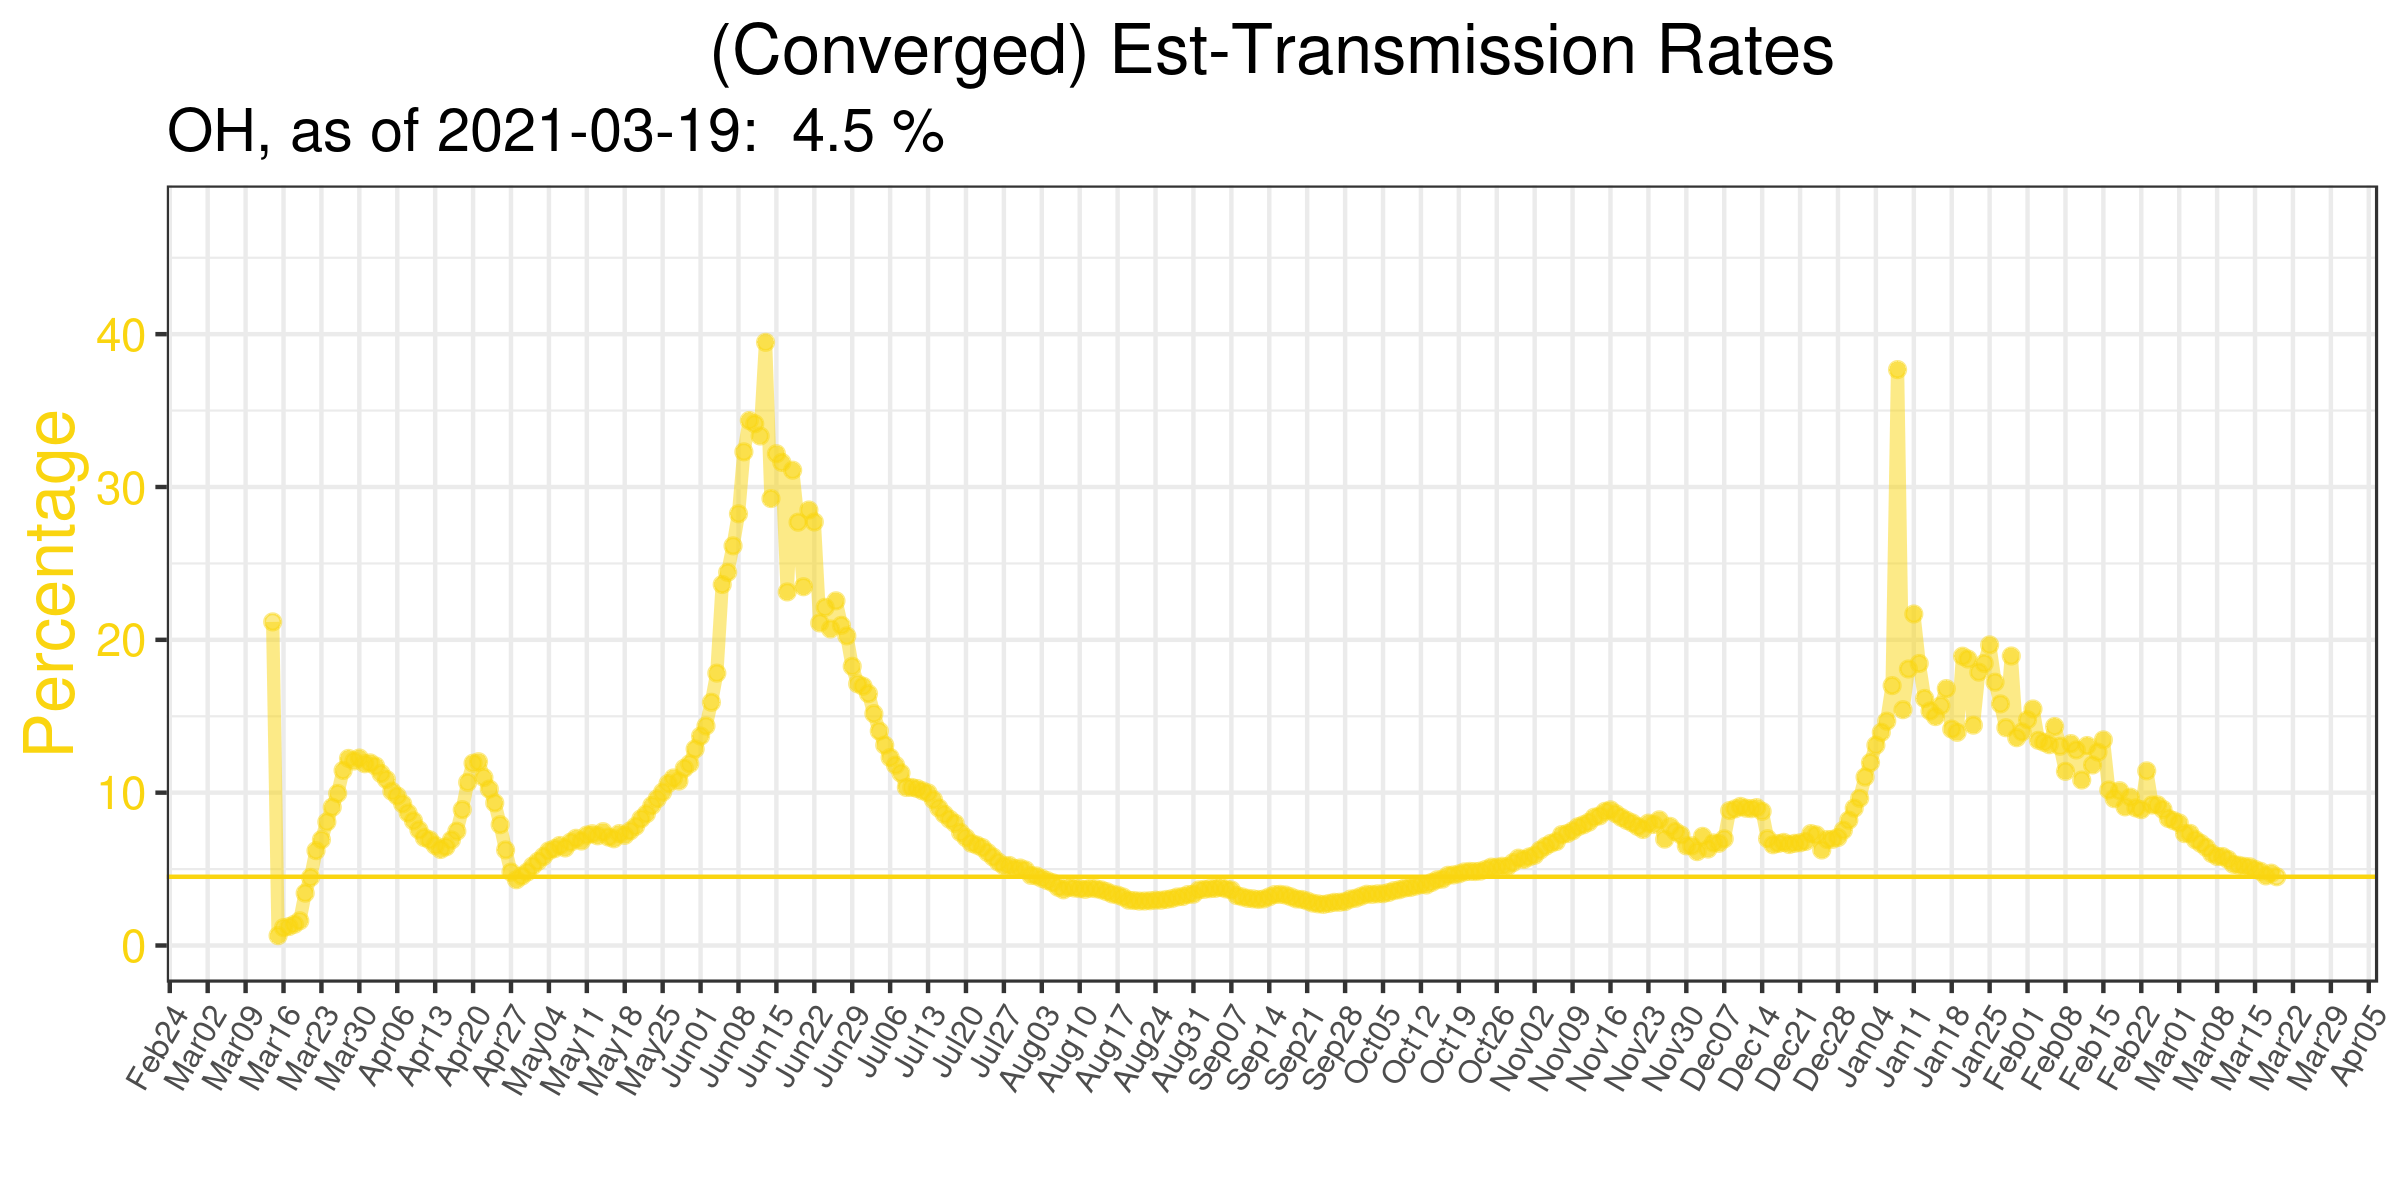 (Converged) Est-Transmission Rates
OH, as of 2021-03-19:  4.5 %
Percentage
40
30
20
10
0
Feb24
Mar02
Mar09
Mar16
Mar23
Mar30
Apr06
Apr13
Apr20
Apr27
May04
May11
May18
May25
Jun01
Jun08
Jun15
Jun22
Jun29
Jul06
Jul13
Jul20
Jul27
Aug03
Aug10
Aug17
Aug24
Aug31
Sep07
Sep14
Sep21
Sep28
Oct05
Oct12
Oct19
Oct26
Nov02
Nov09
Nov16
Nov23
Nov30
Dec07
Dec14
Dec21
Dec28
Jan04
Jan11
Jan18
Jan25
Feb01
Feb08
Feb15
Feb22
Mar01
Mar08
Mar15
Mar22
Mar29
Apr05